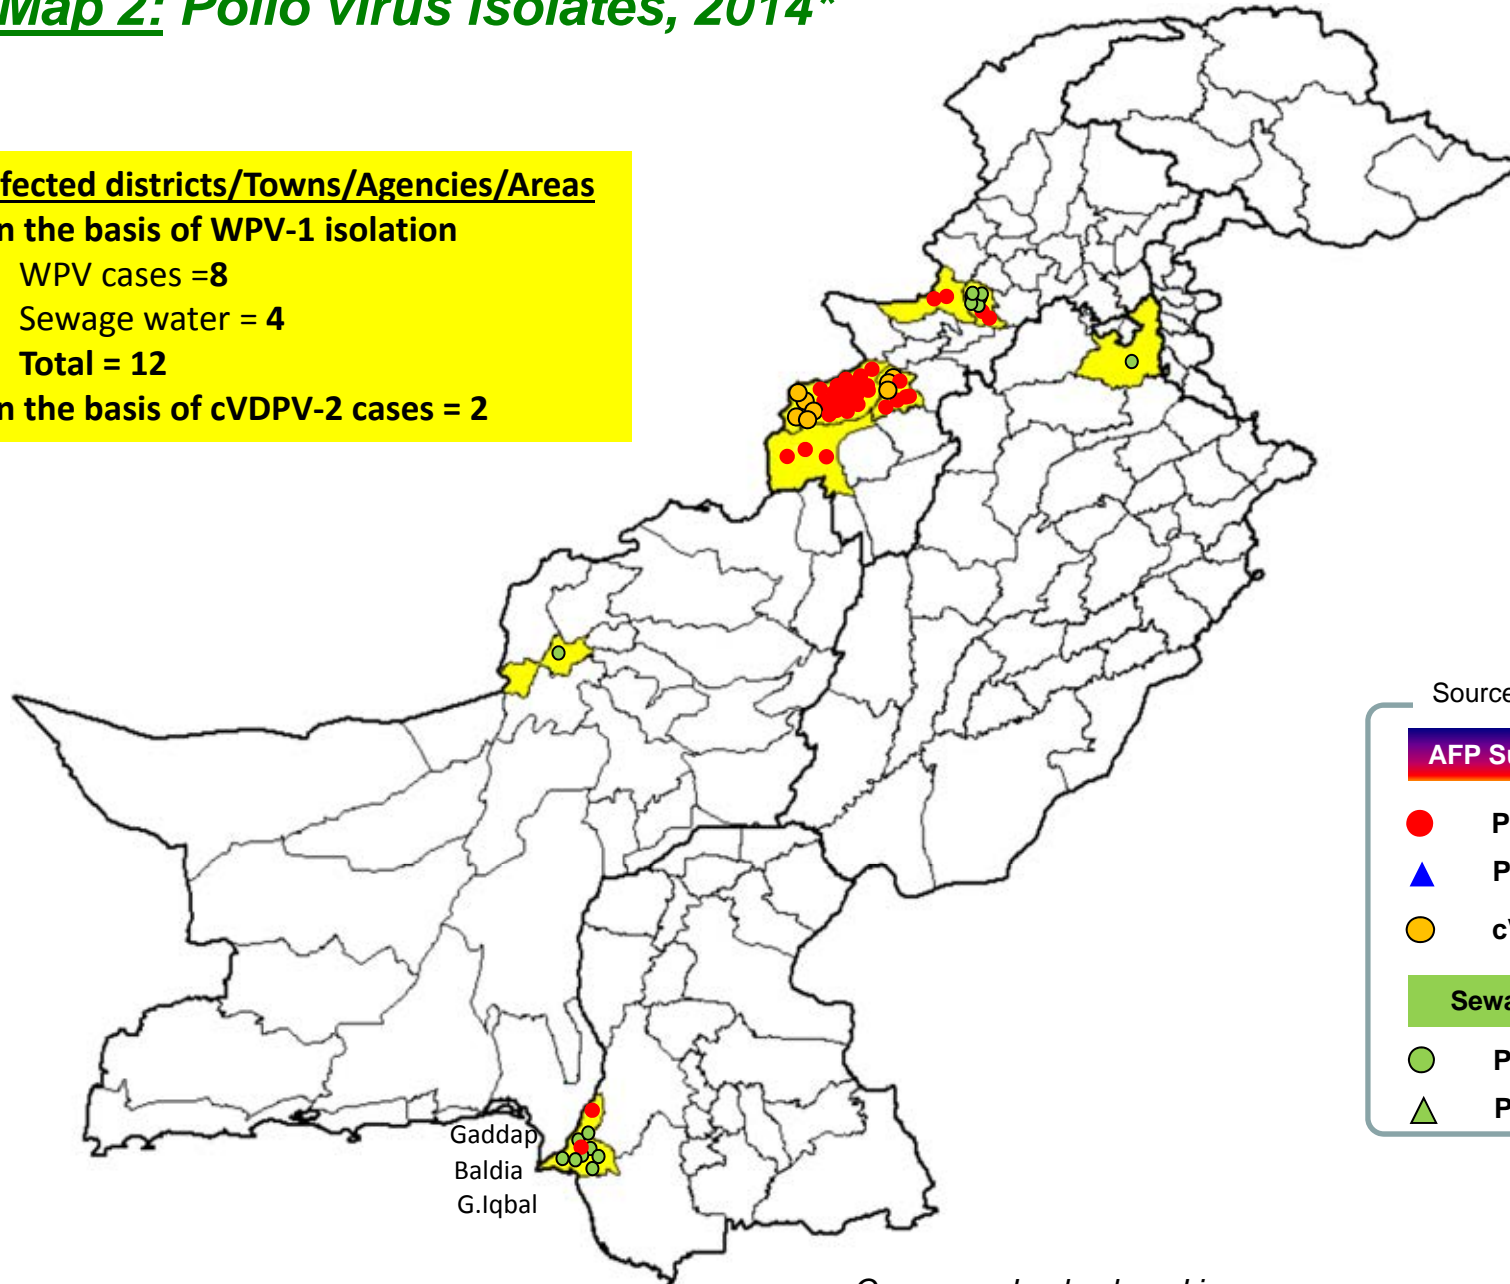 Map 2: Polio virus isolates, 2014*
fected districts/Towns/Agencies/Areas
n the basis of WPV-1 isolation
WPV cases =8
Sewage water = 4
Total = 12
n the basis of cVDPV-2 cases = 2
Gaddap
Baldia
G.Iqbal
Source
AFP Su
P
P
c
Sewa
P
P